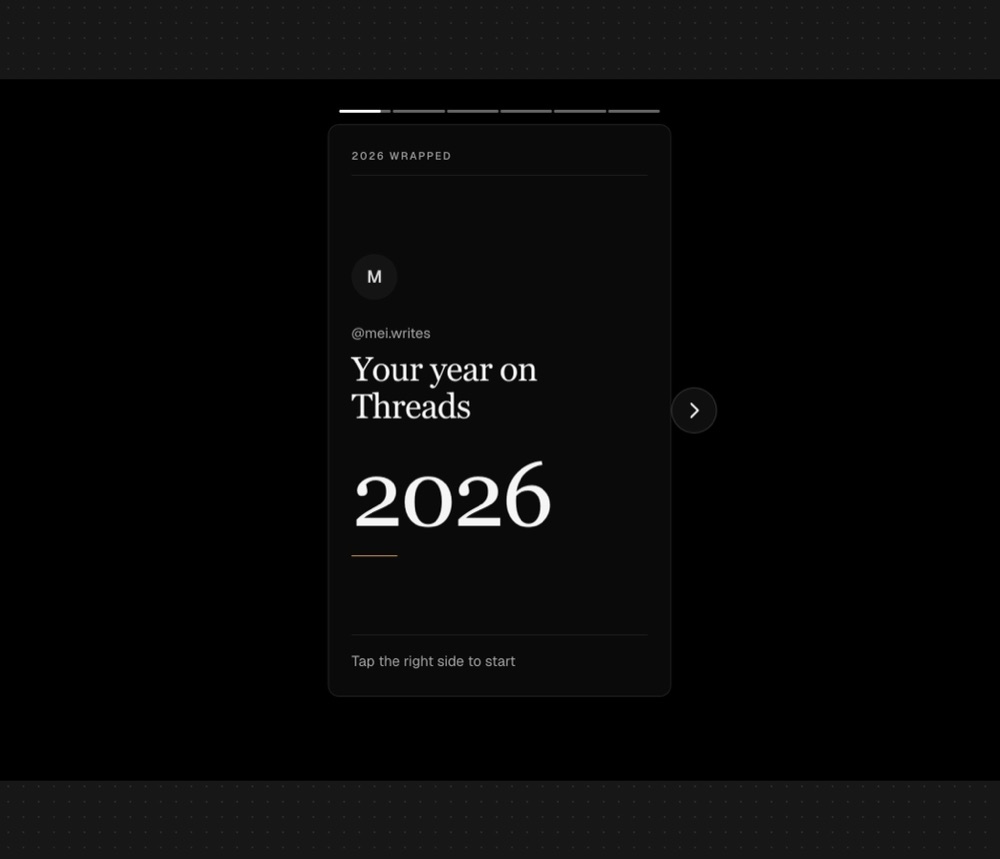 2026 WRAPPED
M
@mei.writes
Your year on
Threads
2026
Tap the right side to start